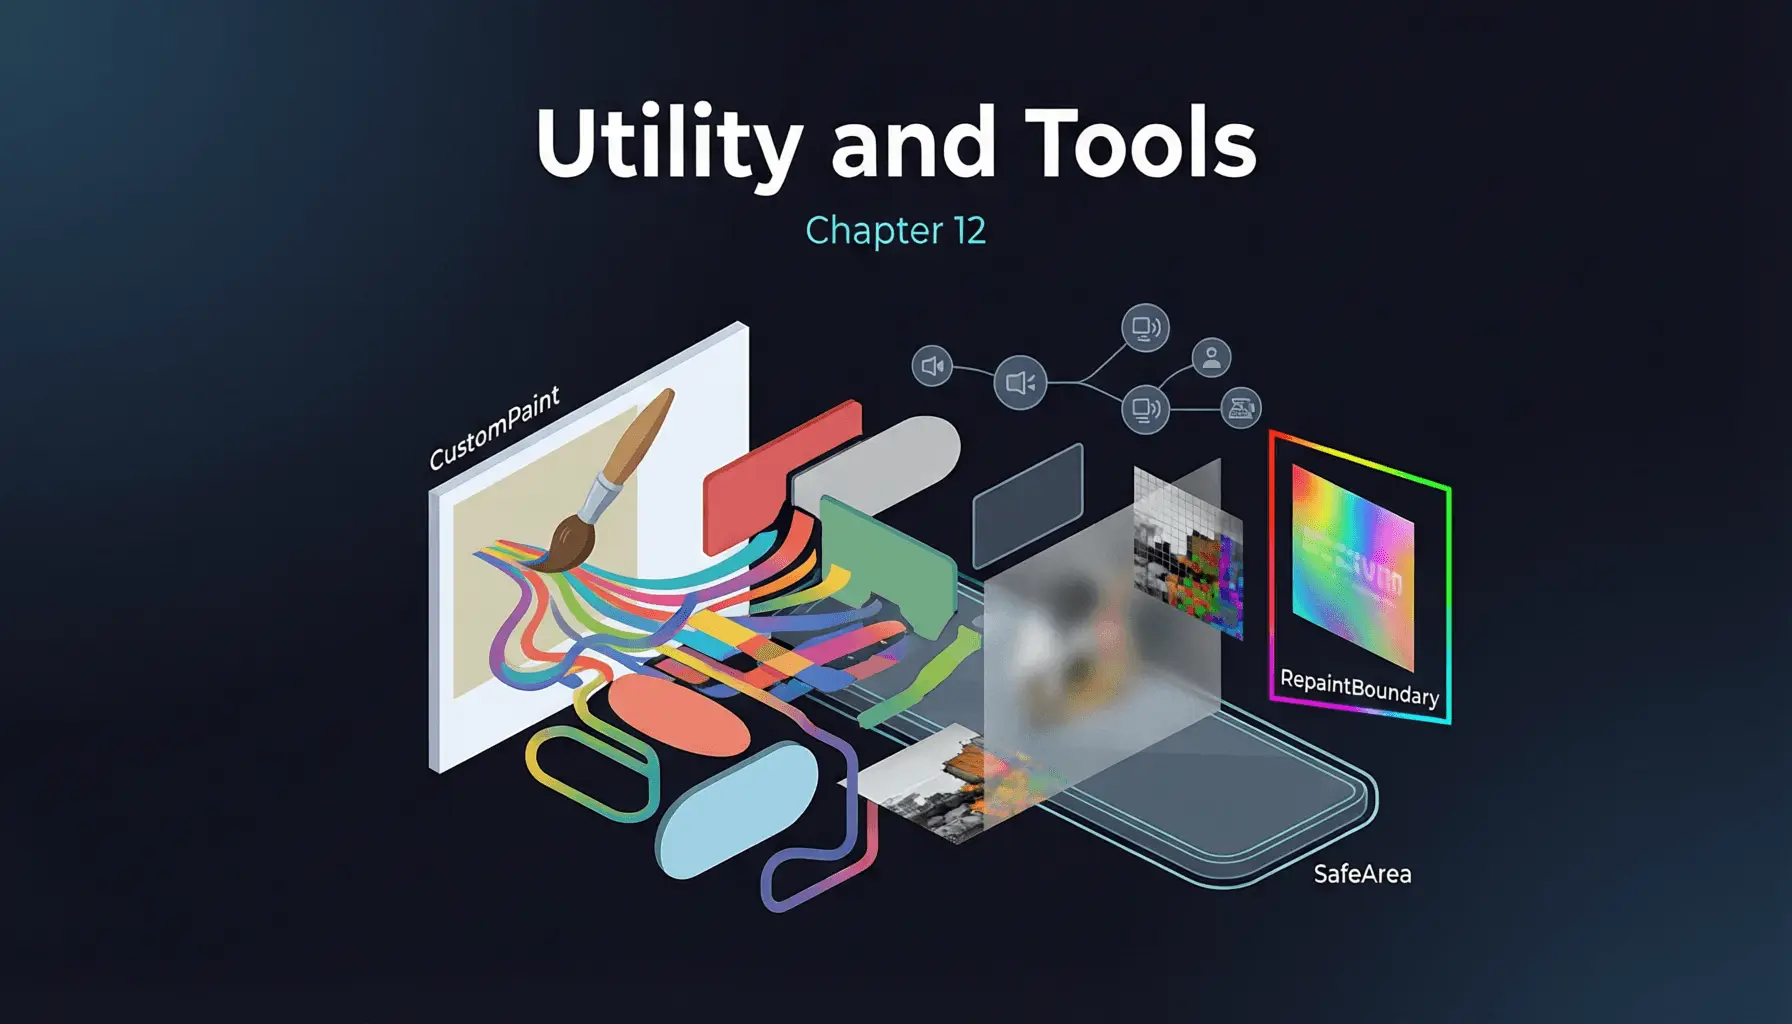 Utility and Tools
Chapter 12
CustomPaint
RepaintBoundary
SafeArea